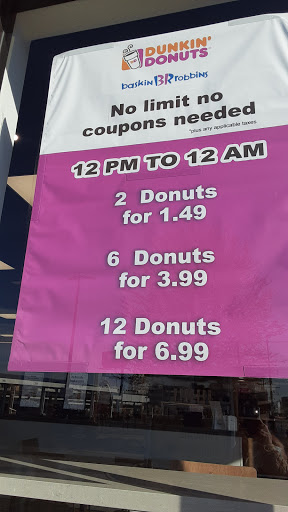 DUNKIN'
DONUTS
baskin BR robbins
No limit no
coupons needed
*plus any applicable taxes
12 PM TO 12 AM
2 Donuts
for 1.49
6 Donuts
for 3.99
12 Donuts
for 6.99